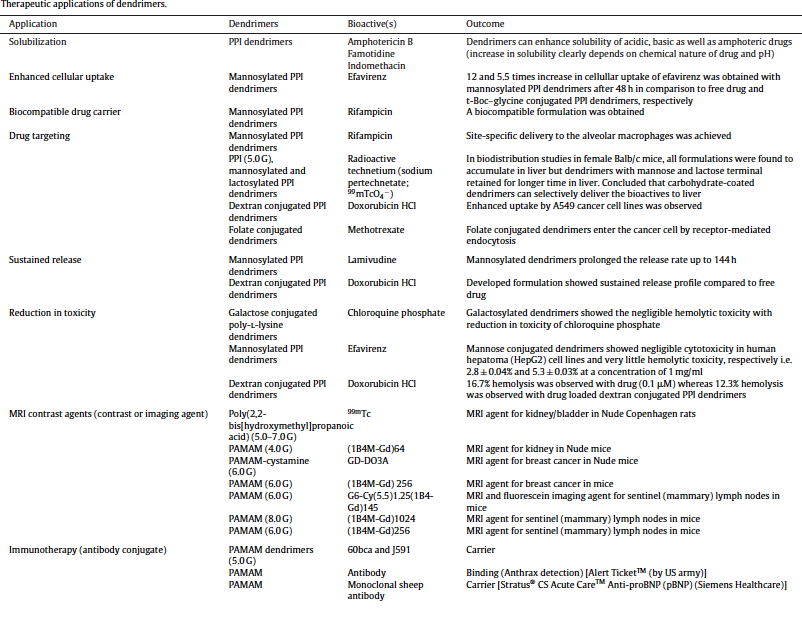 Therapeutic applications of dendrimers.
Application Dendrimers Bioactive(s) Outcome
Solubilization PPI dendrimers Amphotericin B Dendrimers can enhance solubility of acidic, basic as well as amphoteric drugs
Famotidine (increase in solubility clearly depends on chemical nature of drug and pH)
Indomethacin
Enhanced cellular uptake Mannosylated PPI Efavirenz 12 and 5.5 times increase in cellullar uptake of efavirenz was obtained with
dendrimers mannosylated PPI dendrimers after 48 h in comparison to free drug and
t-Boc–glycine conjugated PPI dendrimers, respectively
Biocompatible drug carrier Mannosylated PPI Rifampicin A biocompatible formulation was obtained
dendrimers
Drug targeting Mannosylated PPI Rifampicin Site-specific delivery to the alveolar macrophages was achieved
dendrimers
PPI (5.0 G), Radioactive In biodistribution studies in female Balb/c mice, all formulations were found to
mannosylated and technetium (sodium accumulate in liver but dendrimers with mannose and lactose terminal
lactosylated PPI pertechnetate; retained for longer time in liver. Concluded that carbohydrate-coated
dendrimers ⁹⁹mTcO₄⁻) dendrimers can selectively deliver the bioactives to liver
Dextran conjugated PPI Doxorubicin HCl Enhanced uptake by A549 cancer cell lines was observed
dendrimers
Folate conjugated Methotrexate Folate conjugated dendrimers enter the cancer cell by receptor-mediated
dendrimers endocytosis
Sustained release Mannosylated PPI Lamivudine Mannosylated dendrimers prolonged the release rate up to 144 h
dendrimers
Dextran conjugated PPI Doxorubicin HCl Developed formulation showed sustained release profile compared to free
dendrimers drug
Reduction in toxicity Galactose conjugated Chloroquine phosphate Galactosylated dendrimers showed the negligible hemolytic toxicity with
poly-L-lysine reduction in toxicity of chloroquine phosphate
dendrimers
Mannosylated PPI Efavirenz Mannose conjugated dendrimers showed negligible cytotoxicity in human
dendrimers hepatoma (HepG2) cell lines and very little hemolytic toxicity, respectively i.e.
2.8 ± 0.04% and 5.3 ± 0.03% at a concentration of 1 mg/ml
Dextran conjugated PPI Doxorubicin HCl 16.7% hemolysis was observed with drug (0.1 μM) whereas 12.3% hemolysis
dendrimers was observed with drug loaded dextran conjugated PPI dendrimers
MRI contrast agents (contrast or imaging agent) Poly(2,2- ⁹⁹ᵐTc MRI agent for kidney/bladder in Nude Copenhagen rats
bis[hydroxymethyl]propanoic
acid) (5.0–7.0 G)
PAMAM (4.0 G) (1B4M-Gd)64 MRI agent for kidney in Nude mice
PAMAM-cystamine GD-DO3A MRI agent for breast cancer in Nude mice
(6.0 G)
PAMAM (6.0 G) (1B4M-Gd) 256 MRI agent for breast cancer in mice
PAMAM (6.0 G) G6-Cy(5.5)1.25(1B4- MRI and fluorescein imaging agent for sentinel (mammary) lymph nodes in
Gd)145 mice
PAMAM (8.0 G) (1B4M-Gd)1024 MRI agent for sentinel (mammary) lymph nodes in mice
PAMAM (6.0 G) (1B4M-Gd)256 MRI agent for sentinel (mammary) lymph nodes in mice
Immunotherapy (antibody conjugate) PAMAM dendrimers 60bca and J591 Carrier
(5.0 G)
PAMAM Antibody Binding (Anthrax detection) [Alert Ticket™ (by US army)]
PAMAM Monoclonal sheep Carrier [Stratus® CS Acute Care™ Anti-proBNP (pBNP) (Siemens Healthcare)]
antibody